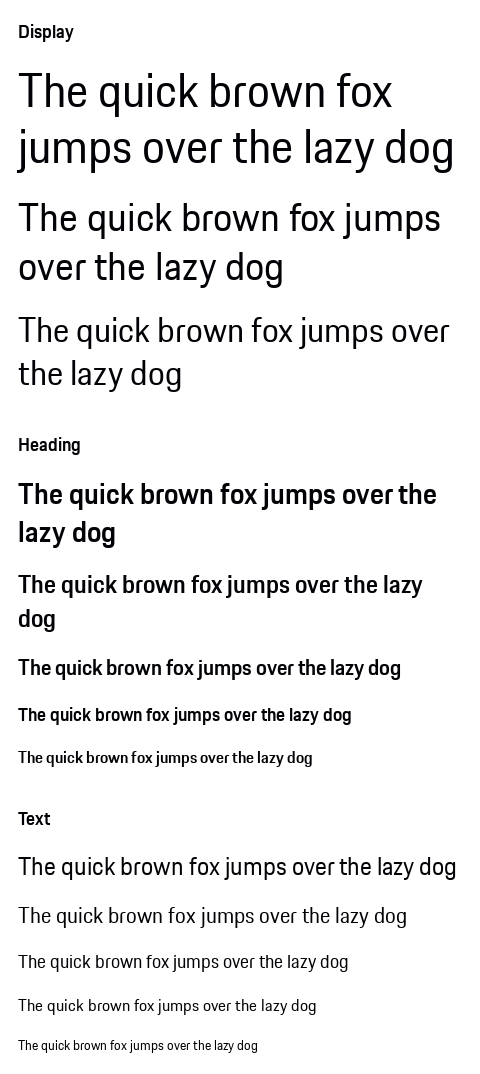 Display
The quick brown fox
jumps over the lazy dog
The quick brown fox jumps
over the lazy dog
The quick brown fox jumps over
the lazy dog
Heading
The quick brown fox jumps over the
lazy dog
The quick brown fox jumps over the lazy
dog
The quick brown fox jumps over the lazy dog
The quick brown fox jumps over the lazy dog
The quick brown fox jumps over the lazy dog
Text
The quick brown fox jumps over the lazy dog
The quick brown fox jumps over the lazy dog
The quick brown fox jumps over the lazy dog
The quick brown fox jumps over the lazy dog
The quick brown fox jumps over the lazy dog